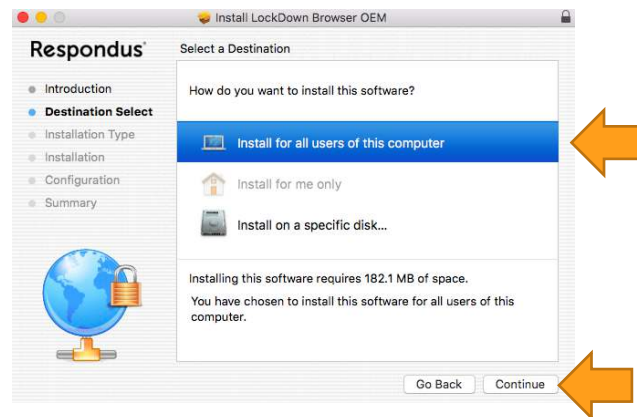 Install LockDown Browser OEM
Respondus®
Select a Destination
Introduction
Destination Select
Installation Type
Installation
Configuration
Summary
How do you want to install this software?
Install for all users of this computer
Install for me only
Install on a specific disk...
Installing this software requires 182.1 MB of space.
You have chosen to install this software for all users of this
computer.
Go Back
Continue